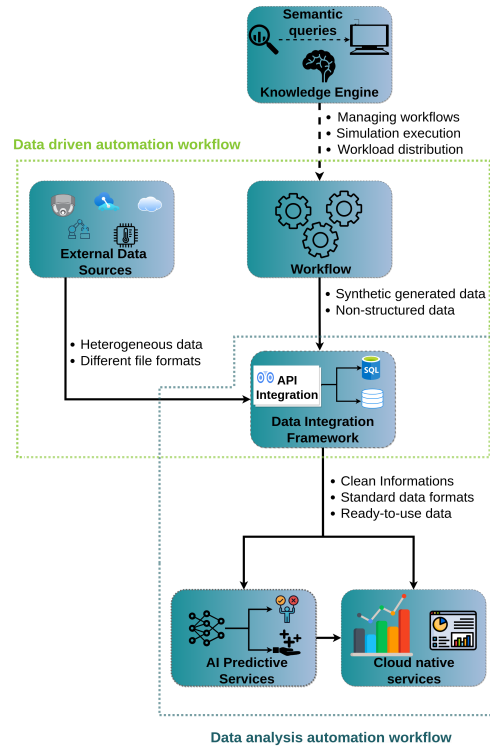 Semantic
queries
Knowledge Engine
• Managing workflows
• Simulation execution
• Workload distribution
Data driven automation workflow
External Data
Sources
Workflow
• Synthetic generated data
• Non-structured data
• Heterogeneous data
• Different file formats
API
Integration
SQL
Data Integration
Framework
• Clean Informations
• Standard data formats
• Ready-to-use data
AI Predictive
Services
Cloud native
services
Data analysis automation workflow